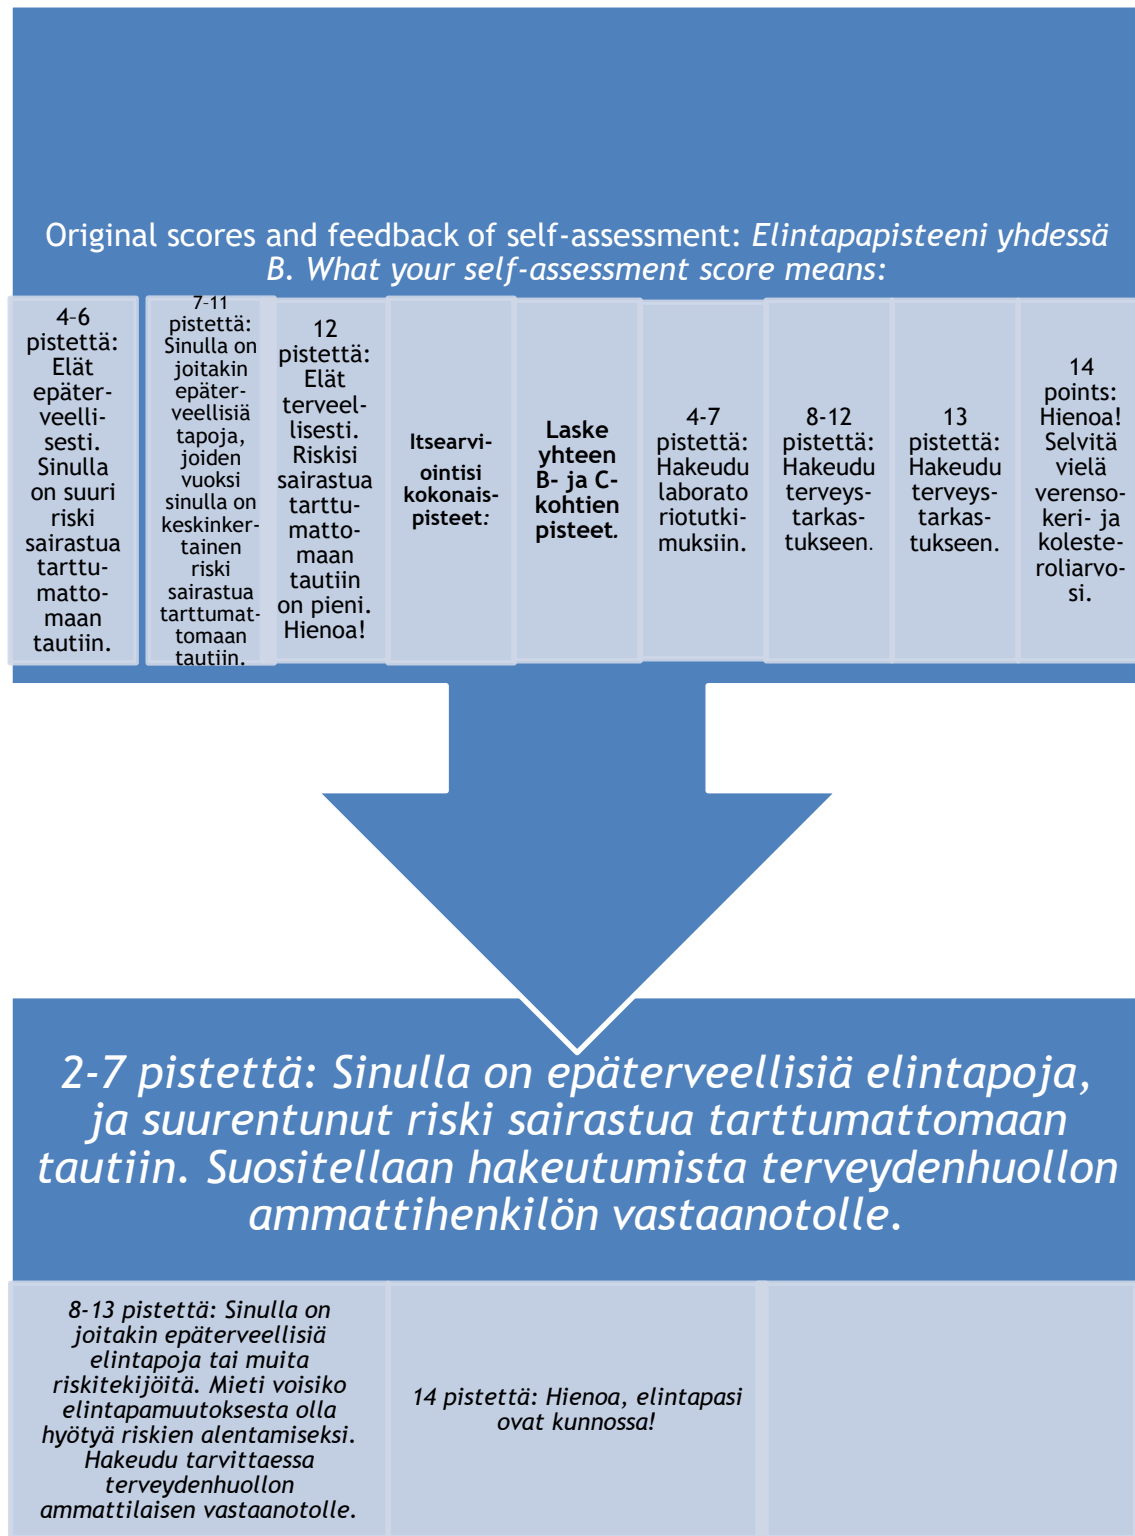 Original scores and feedback of self-assessment: Elintapapisteeni yhdessä
B. What your self-assessment score means:
4-6
pistettä:
Elät
epäter-
veelli-
sesti.
Sinulla
on suuri
riski
sairastua
tarttu-
matto-
maan
tautiin.
7-11
pistettä:
Sinulla on
joitakin
epäter-
veellisiä
tapoja,
joiden
vuoksi
sinulla on
keskinker-
tainen
riski
sairastua
tarttumat-
tomaan
tautiin.
12
pistettä:
Elät
terveel-
lisesti.
Riskisi
sairastua
tarttu-
matto-
maan
tautiin
on pieni.
Hienoa!
Itsearvi-
ointisi
kokonais-
pisteet:
Laske
yhteen
B- ja C-
kohtien
pisteet.
4-7
pistettä:
Hakeudu
laborato
riotutki-
muksiin.
8-12
pistettä:
Hakeudu
terveys-
tarkas-
tukseen.
13
pistettä:
Hakeudu
terveys-
tarkas-
tukseen.
14
points:
Hienoa!
Selvitä
vielä
verenso-
keri- ja
koleste-
roliarvo-
si.
2-7 pistettä: Sinulla on epäterveellisiä elintapoja,
ja suurentunut riski sairastua tarttumattomaan
tautiin. Suositellaan hakeutumista terveydenhuollon
ammattihenkilön vastaanotolle.
8-13 pistettä: Sinulla on
joitakin epäterveellisiä
elintapoja tai muita
riskitekijöitä. Mieti voisiko
elintapamuutoksesta olla
hyötyä riskien alentamiseksi.
Hakeudu tarvittaessa
terveydenhuollon
ammattilaisen vastaanotolle.
14 pistettä: Hienoa, elintapasi
ovat kunnossa!